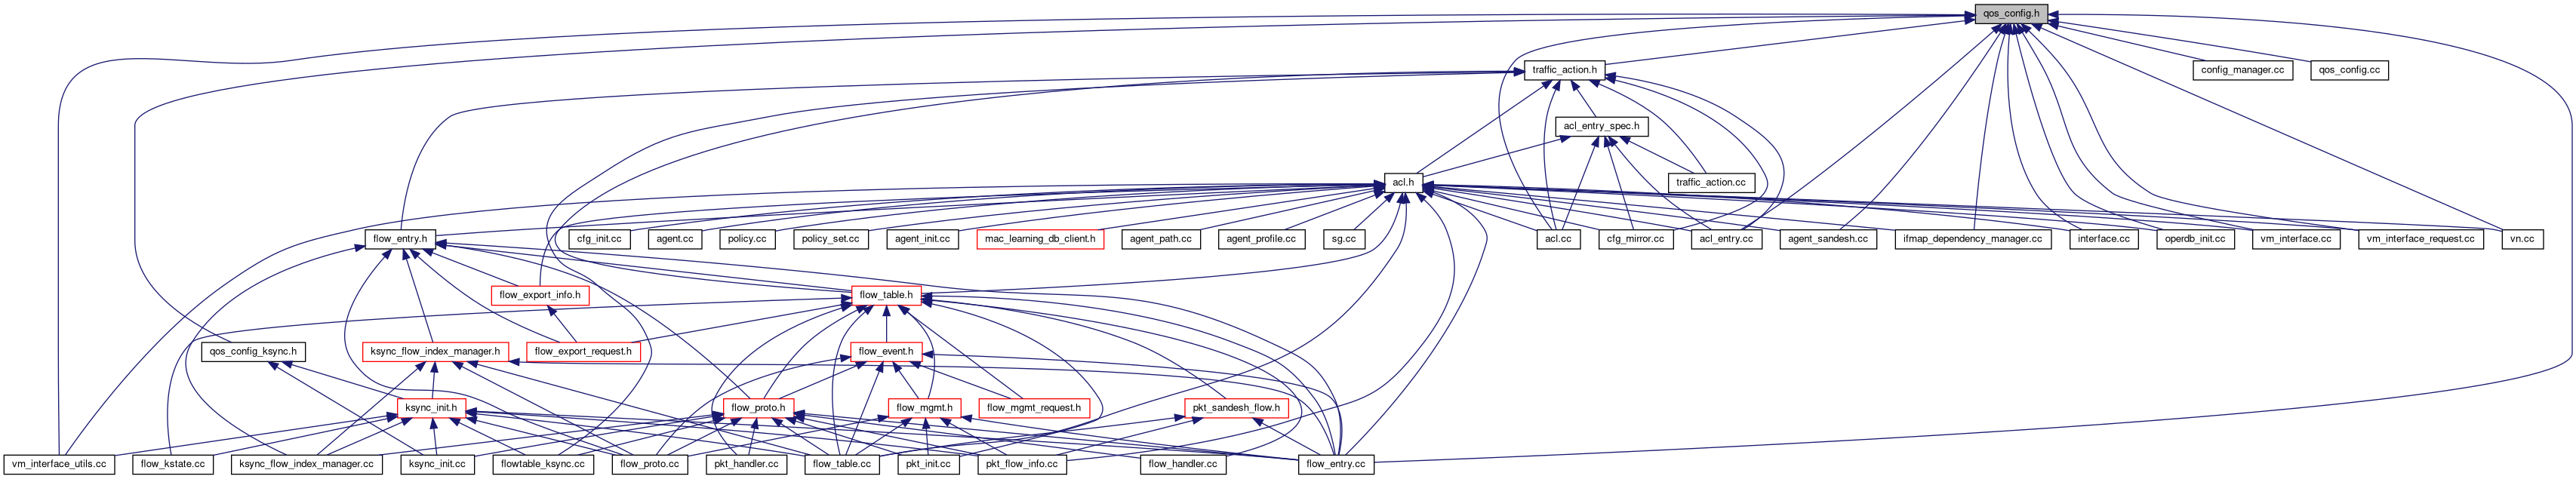 qos_config.h
traffic_action.h
config_manager.cc
qos_config.cc
acl_entry_spec.h
acl.h
traffic_action.cc
flow_entry.h
cfg_init.cc
agent.cc
policy.cc
policy_set.cc
agent_init.cc
mac_learning_db_client.h
agent_path.cc
agent_profile.cc
sg.cc
acl.cc
cfg_mirror.cc
acl_entry.cc
agent_sandesh.cc
ifmap_dependency_manager.cc
interface.cc
operdb_init.cc
vm_interface.cc
vm_interface_request.cc
vn.cc
flow_export_info.h
flow_table.h
qos_config_ksync.h
ksync_flow_index_manager.h
flow_export_request.h
flow_event.h
ksync_init.h
flow_proto.h
flow_mgmt.h
flow_mgmt_request.h
pkt_sandesh_flow.h
vm_interface_utils.cc
flow_kstate.cc
ksync_flow_index_manager.cc
ksync_init.cc
flowtable_ksync.cc
flow_proto.cc
pkt_handler.cc
flow_table.cc
pkt_init.cc
pkt_flow_info.cc
flow_handler.cc
flow_entry.cc